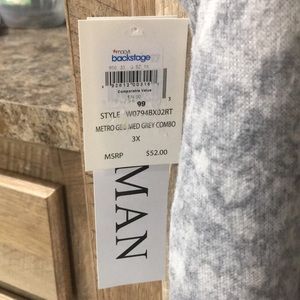 macys
backstage
Comparable Value
99
STYLE W0794BX02RT
METRO GEO MED GREY COMBO
3X
MSRP $52.00
MAN